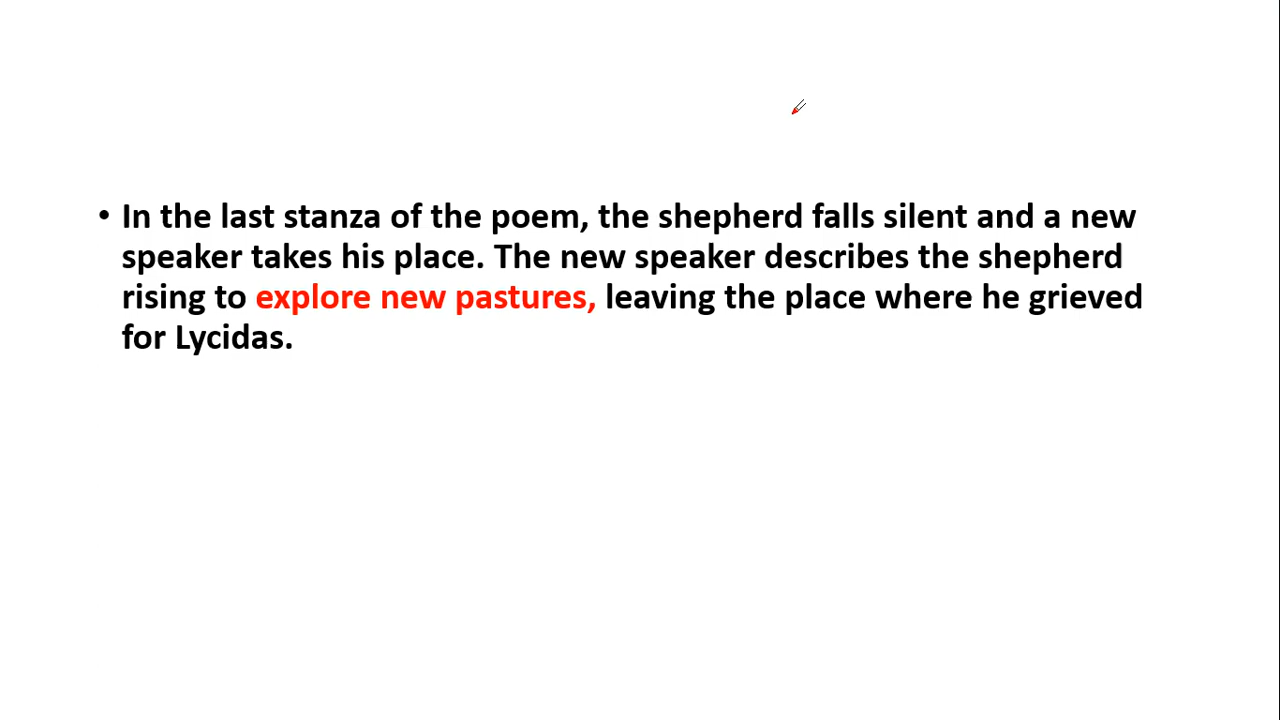 • In the last stanza of the poem, the shepherd falls silent and a new
speaker takes his place. The new speaker describes the shepherd
rising to explore new pastures, leaving the place where he grieved
for Lycidas.